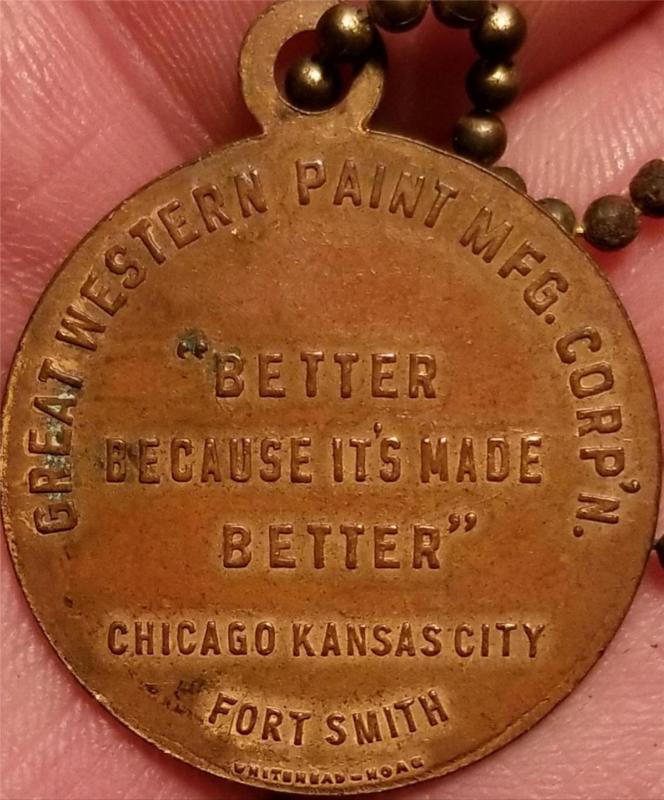 GREAT WESTERN PAINT MFG. CORP'N.
"BETTER
BECAUSE IT'S MADE
BETTER"
CHICAGO KANSAS CITY
FORT SMITH
WHITEHEAD-HOAG